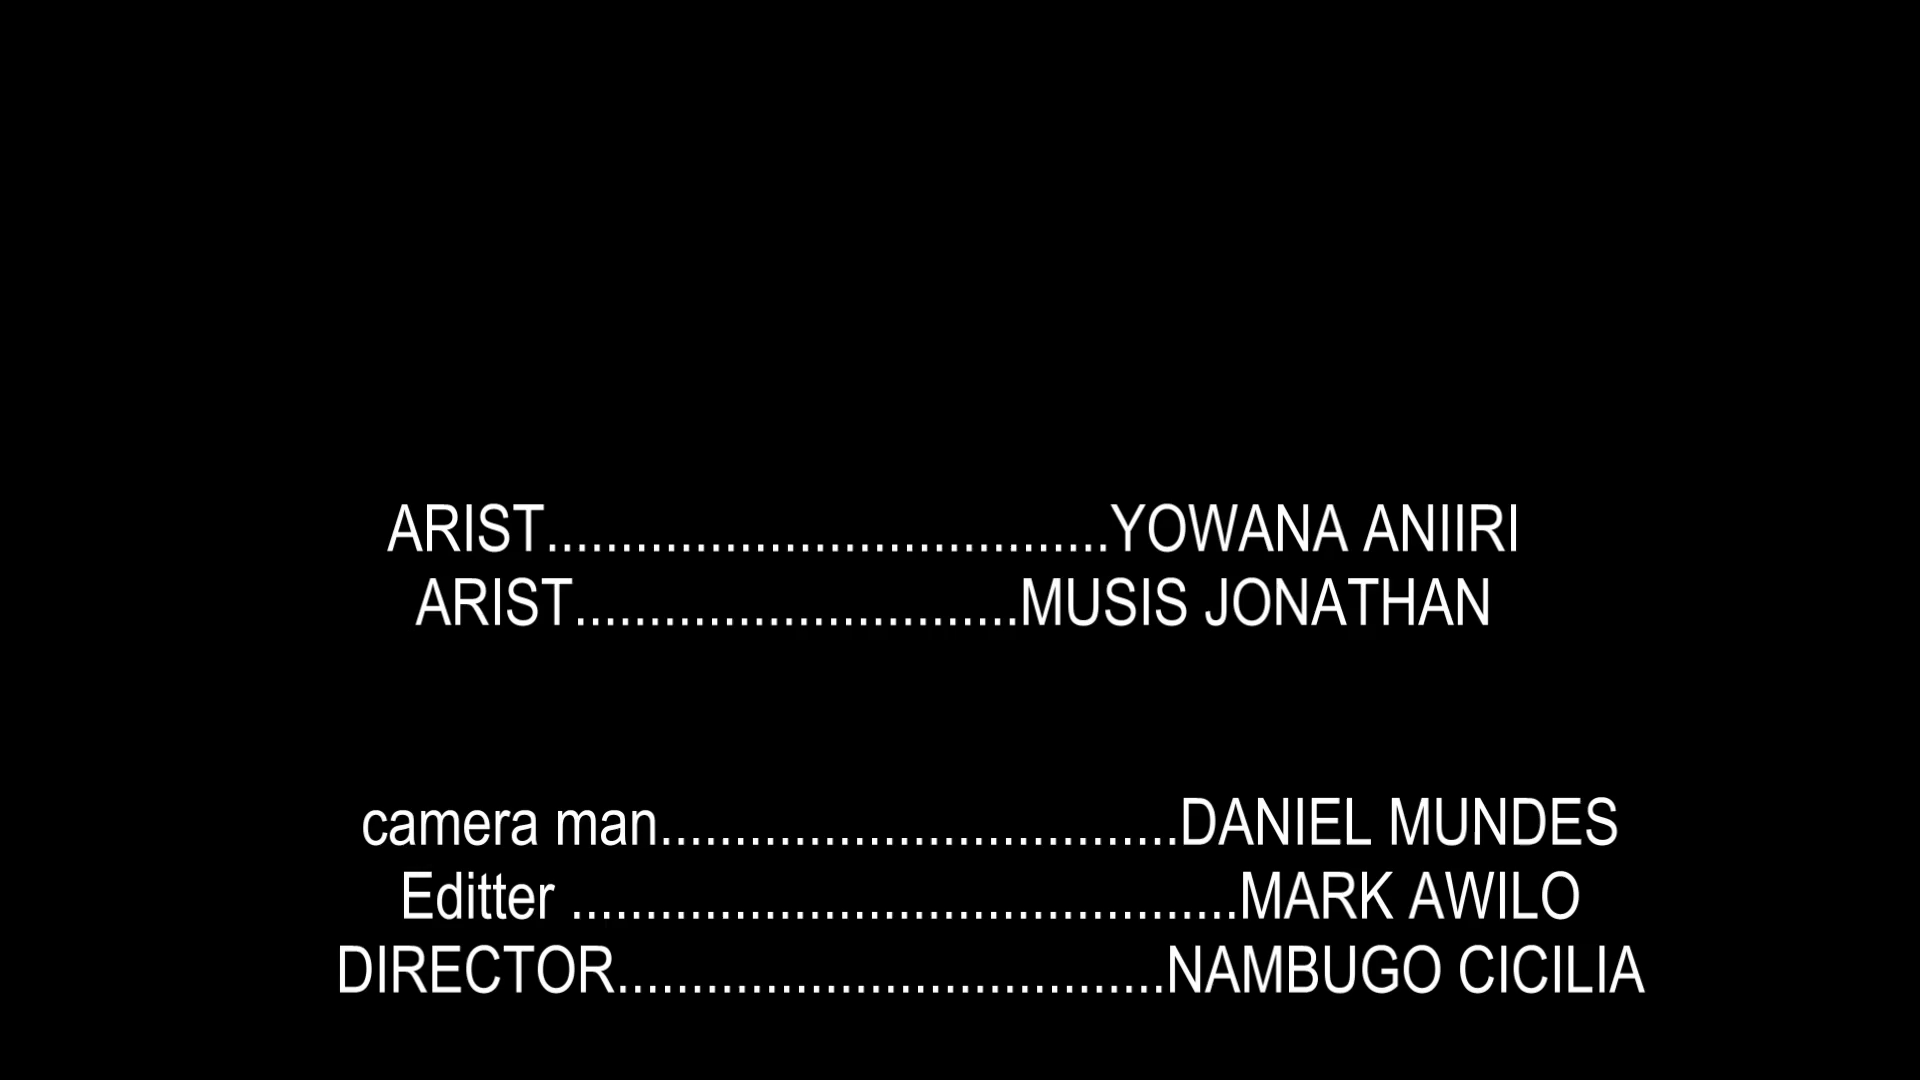 ARIST......................................YOWANA ANIIRI
ARIST..............................MUSIS JONATHAN
camera man...................................DANIEL MUNDES
Editter .............................................MARK AWILO
DIRECTOR.....................................NAMBUGO CICILIA